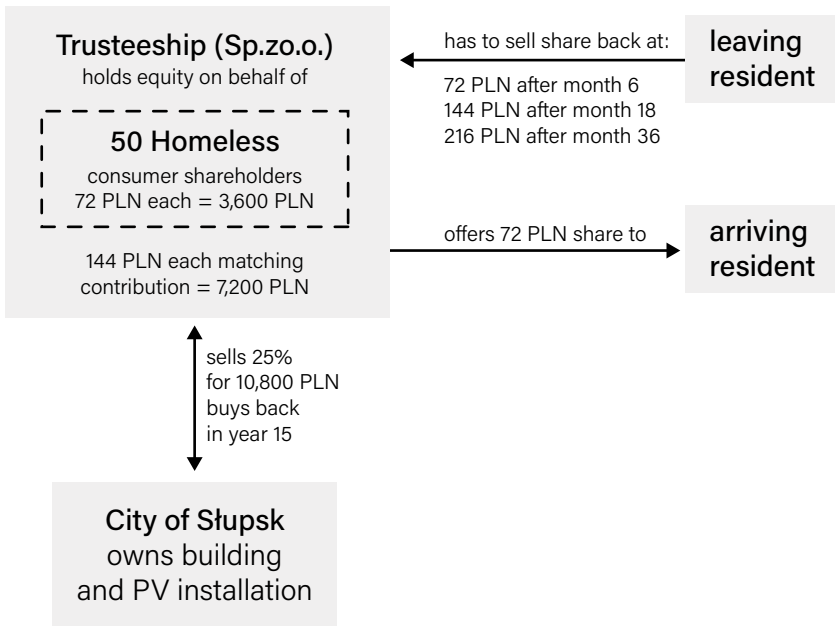 Trusteeship (Sp.zo.o.)
holds equity on behalf of
50 Homeless
consumer shareholders
72 PLN each = 3,600 PLN
144 PLN each matching
contribution = 7,200 PLN
has to sell share back at:
72 PLN after month 6
144 PLN after month 18
216 PLN after month 36
leaving
resident
offers 72 PLN share to
arriving
resident
sells 25%
for 10,800 PLN
buys back
in year 15
City of Słupsk
owns building
and PV installation